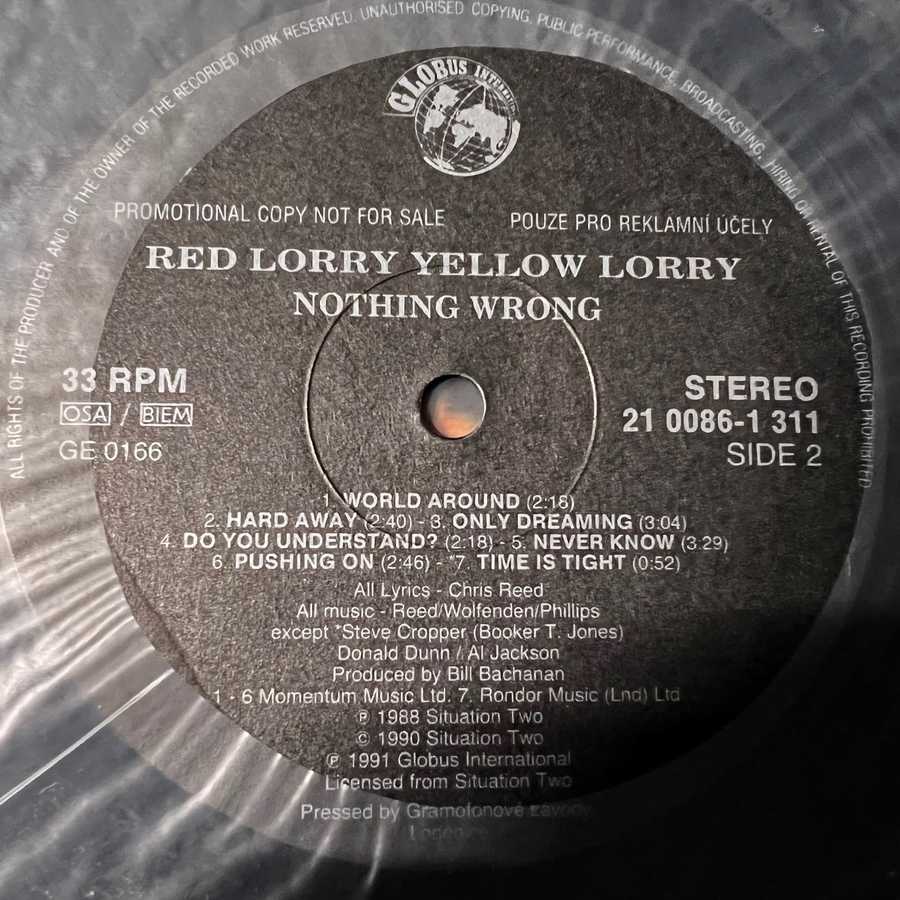 ALL RIGHTS OF THE PRODUCER AND OF THE OWNER OF THE RECORDED WORK RESERVED. UNAUTHORISED COPYING, PUBLIC PERFORMANCE, BROADCASTING, HIRING OR RENTAL OF THIS RECORDING PROHIBITED
GLOBUS INTERNATIONAL
PROMOTIONAL COPY NOT FOR SALE POUZE PRO REKLAMNÍ ÚČELY
RED LORRY YELLOW LORRY
NOTHING WRONG
33 RPM STEREO
OSA / BIEM 21 0086-1 311
GE 0166 SIDE 2
1. WORLD AROUND (2:18)
2. HARD AWAY (2:40) - 3. ONLY DREAMING (3:04)
4. DO YOU UNDERSTAND? (2:18) - 5. NEVER KNOW (3.29)
6. PUSHING ON (2:46) - *7. TIME IS TIGHT (0:52)
All Lyrics - Chris Reed
All music - Reed/Wolfenden/Phillips
except *Steve Cropper (Booker T. Jones)
Donald Dunn / Al Jackson
Produced by Bill Bachanan
1 - 6 Momentum Music Ltd. 7. Rondor Music (Lnd) Ltd
℗ 1988 Situation Two
© 1990 Situation Two
℗ 1991 Globus International
Licensed from Situation Two
Pressed by Gramofonové závody